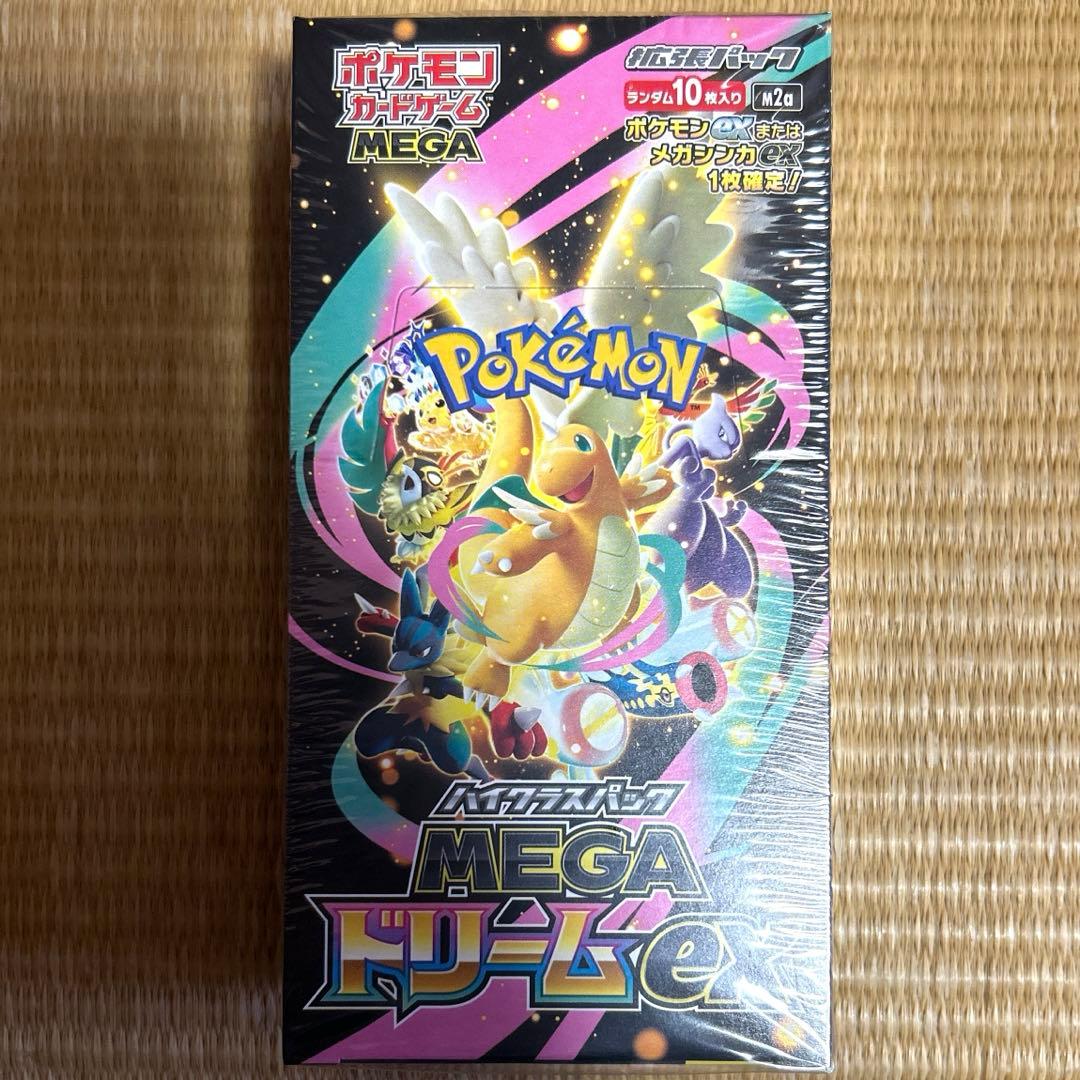 ポケモン
カードゲーム™
MEGA
拡張パック
ランダム10枚入り M2a
ポケモンexまたは
メガシンカex
1枚確定!
POKéMON™
ハイクラスパック
MEGA
ドリームex